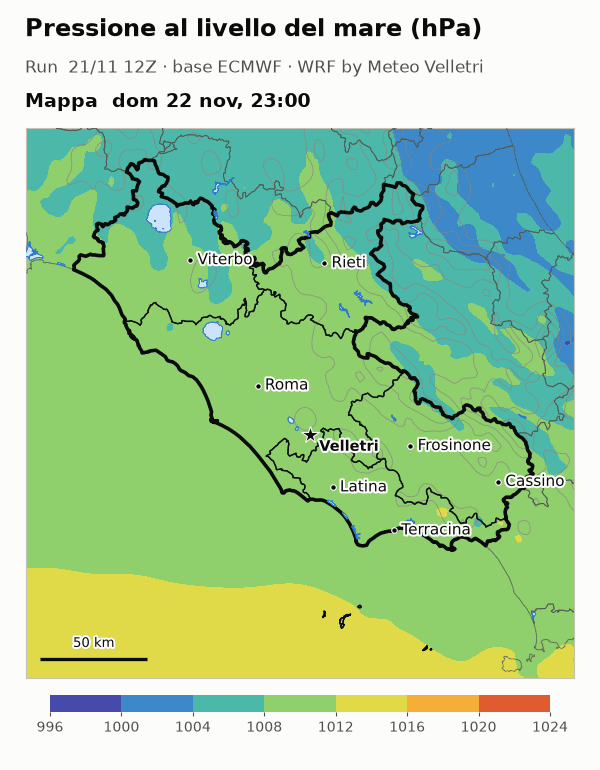 Pressione al livello del mare (hPa)
Run  21/11 12Z · base ECMWF · WRF by Meteo Velletri
Mappa  dom 22 nov, 23:00
Viterbo
Rieti
Roma
Velletri
Frosinone
Cassino
Latina
Terracina
50 km
996 1000 1004 1008 1012 1016 1020 1024